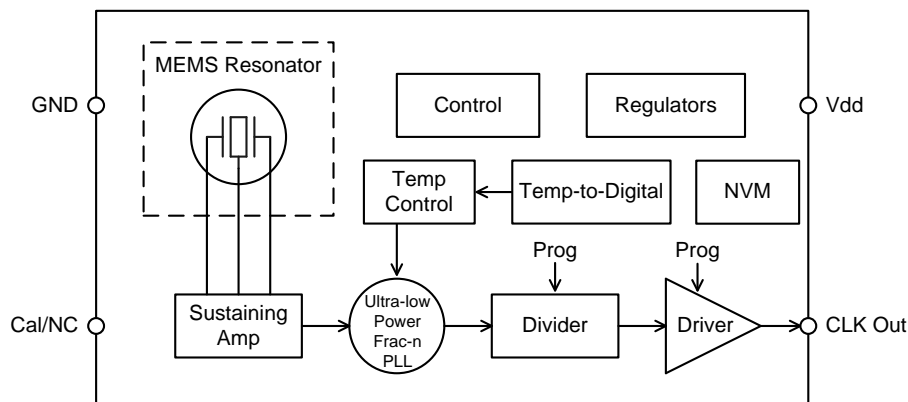 MEMS Resonator
GND
Control
Regulators
Vdd
Temp
Control
Temp-to-Digital
NVM
Prog
Prog
Cal/NC
Sustaining
Amp
Ultra-low
Power
Frac-n
PLL
Divider
Driver
CLK Out